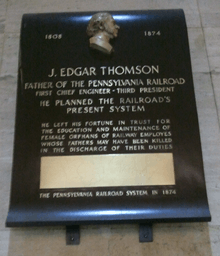 1808 1874
J. EDGAR THOMSON
FATHER OF THE PENNSYLVANIA RAILROAD
FIRST CHIEF ENGINEER - THIRD PRESIDENT
HE PLANNED THE RAILROAD'S
PRESENT SYSTEM
HE LEFT HIS FORTUNE IN TRUST FOR
THE EDUCATION AND MAINTENANCE OF
FEMALE ORPHANS OF RAILWAY EMPLOYEES
WHOSE FATHERS MAY HAVE BEEN KILLED
IN THE DISCHARGE OF THEIR DUTIES
THE PENNSYLVANIA RAILROAD SYSTEM, IN 1874